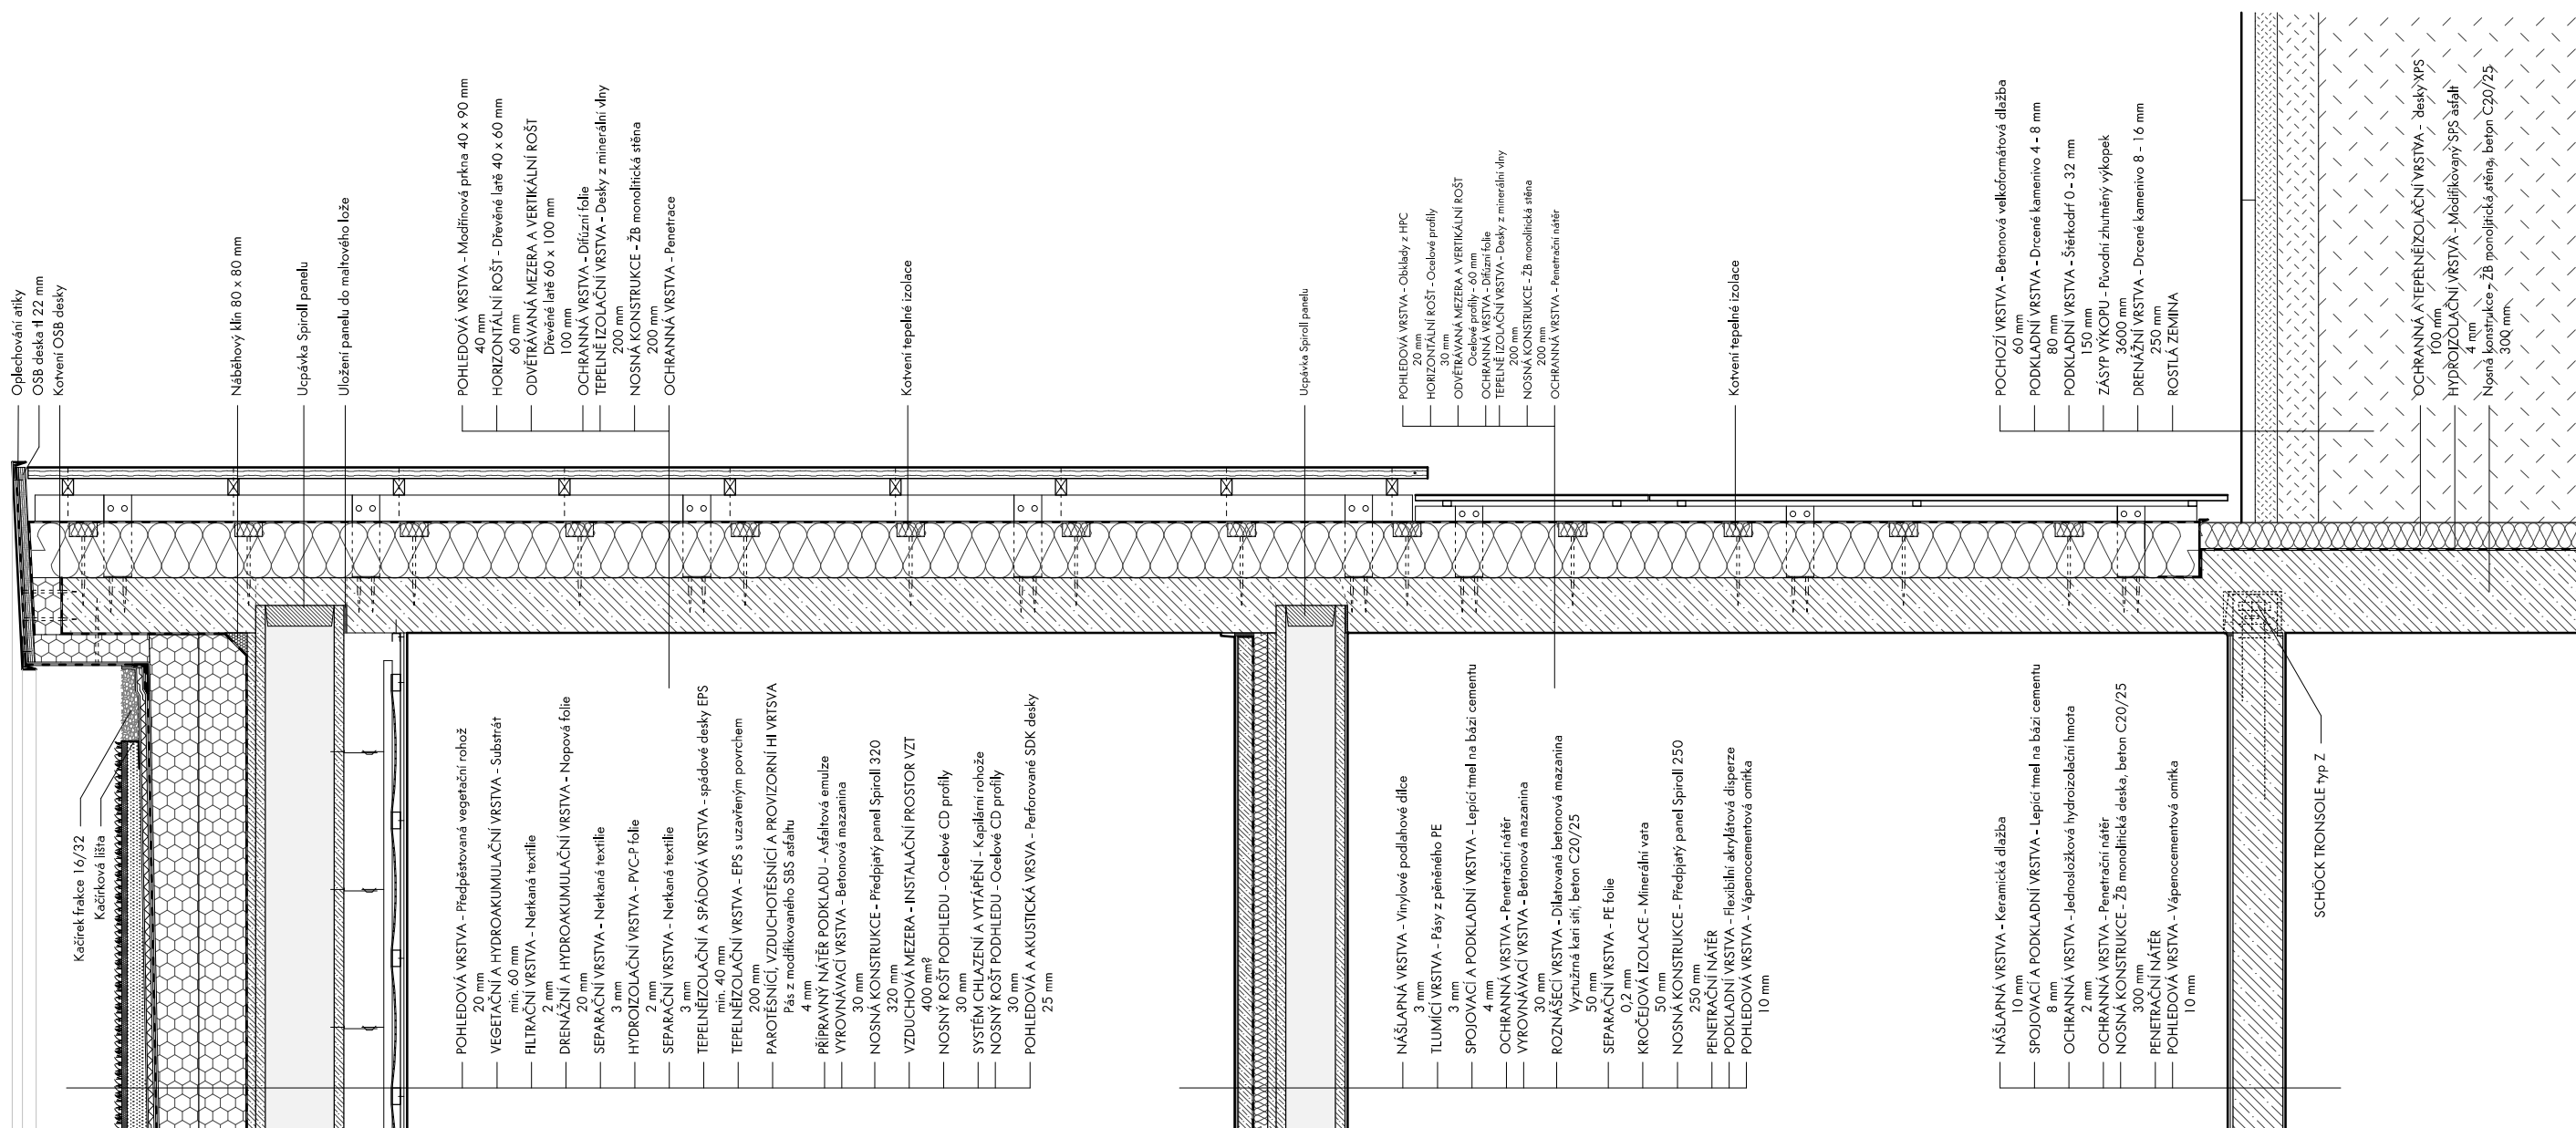 Oplechování atiky
OSB deska tl 22 mm
Kotvení OSB desky
Náběhový klín 80 x 80 mm
Ucpávka Spiroll panelu
Uložení panelu do maltového lože
POHLEDOVÁ VRSTVA - Modřínová prkna 40 x 90 mm
40 mm
HORIZONTÁLNÍ ROŠT - Dřevěné latě 40 x 60 mm
60 mm
ODVĚTRÁVANÁ MEZERA A VERTIKÁLNÍ ROŠT
Dřevěné latě 60 x 100 mm
100 mm
OCHRANNÁ VRSTVA - Difúzní folie
TEPELNĚ IZOLAČNÍ VRSTVA - Desky z minerální vlny
200 mm
NOSNÁ KONSTRUKCE - ŽB monolitická stěna
200 mm
OCHRANNÁ VRSTVA - Penetrace
Kotvení tepelné izolace
Ucpávka Spiroll panelu
POHLEDOVÁ VRSTVA - Obklady z HPC
20 mm
HORIZONTÁLNÍ ROŠT - Ocelové profily
30 mm
ODVĚTRÁVANÁ MEZERA A VERTIKÁLNÍ ROŠT
Ocelové profily - 60 mm
OCHRANNÁ VRSTVA - Difúzní folie
TEPELNĚ IZOLAČNÍ VRSTVA - Desky z minerální vlny
200 mm
NOSNÁ KONSTRUKCE - ŽB monolitická stěna
200 mm
OCHRANNÁ VRSTVA - Penetrační nátěr
Kotvení tepelné izolace
POCHOZÍ VRSTVA - Betonová velkoformátová dlažba
60 mm
PODKLADNÍ VRSTVA - Drcené kamenivo 4 - 8 mm
80 mm
PODKLADNÍ VRSTVA - Štěrkodrť 0 - 32 mm
150 mm
ZÁSYP VÝKOPU - Původní zhutněný výkopek
3600 mm
DRENÁŽNÍ VRSTVA - Drcené kamenivo 8 - 16 mm
250 mm
ROSTLÁ ZEMINA
OCHRANNÁ A TEPELNĚIZOLAČNÍ VRSTVA - desky XPS
100 mm
HYDROIZOLAČNÍ VRSTVA - Modifikovaný SPS asfalt
4 mm
Nosná konstrukce - ŽB monolitická stěna, beton C20/25
300 mm
Kačírek frakce 16/32
Kačírková lišta
POHLEDOVÁ VRSTVA - Předpěstovaná vegetační rohož
20 mm
VEGETAČNÍ A HYDROAKUMULAČNÍ VRSTVA - Substrát
min. 60 mm
FILTRAČNÍ VRSTVA - Netkaná textilie
2 mm
DRENÁŽNÍ A HYDROAKUMULAČNÍ VRSTVA - Nopová folie
20 mm
SEPARAČNÍ VRSTVA - Netkaná textilie
3 mm
HYDROIZOLAČNÍ VRSTVA - PVC-P folie
2 mm
SEPARAČNÍ VRSTVA - Netkaná textilie
3 mm
TEPELNĚIZOLAČNÍ A SPÁDOVÁ VRSTVA - spádové desky EPS
min. 40 mm
TEPELNĚIZOLAČNÍ VRSTVA - EPS s uzavřeným povrchem
200 mm
PAROTĚSNÍCÍ, VZDUCHOTĚSNÍCÍ A PROVIZORNÍ HI VRTSVA
Pás z modifikovaného SBS asfaltu
4 mm
PŘÍPRAVNÝ NÁTĚR PODKLADU - Asfaltová emulze
VYROVNÁVACÍ VRSTVA - Betonová mazanina
30 mm
NOSNÁ KONSTRUKCE - Předpjatý panel Spiroll 320
320 mm
VZDUCHOVÁ MEZERA - INSTALAČNÍ PROSTOR VZT
400 mm?
NOSNÝ ROŠT PODHLEDU - Ocelové CD profily
30 mm
SYSTÉM CHLAZENÍ A VYTÁPĚNÍ - Kapilární rohože
NOSNÝ ROŠT PODHLEDU - Ocelové CD profily
30 mm
POHLEDOVÁ A AKUSTICKÁ VRSVA - Perforované SDK desky
25 mm
NÁŠLAPNÁ VRSTVA - Vinylové podlahové dílce
3 mm
TLUMÍCÍ VRSTVA - Pásy z pěněného PE
3 mm
SPOJOVACÍ A PODKLADNÍ VRSTVA - Lepící tmel na bázi cementu
4 mm
OCHRANNÁ VRSTVA - Penetrační nátěr
VYROVNÁVACÍ VRSTVA - Betonová mazanina
30 mm
ROZNÁŠECÍ VRSTVA - Dilatovaná betonová mazanina
Vyztužrná kari sítí, beton C20/25
50 mm
SEPARAČNÍ VRSTVA - PE folie
0,2 mm
KROČEJOVÁ IZOLACE - Minerální vata
50 mm
NOSNÁ KONSTRUKCE - Předpjatý panel Spiroll 250
250 mm
PENETRAČNÍ NÁTĚR
PODKLADNÍ VRSTVA - Flexibilní akrylátová disperze
POHLEDOVÁ VRSTVA - Vápenocementová omítka
10 mm
NÁŠLAPNÁ VRSTVA - Keramická dlažba
10 mm
SPOJOVACÍ A PODKLADNÍ VRSTVA - Lepící tmel na bázi cementu
8 mm
OCHRANNÁ VRSTVA - Jednosložková hydroizolační hmota
2 mm
OCHRANNÁ VRSTVA - Penetrační nátěr
NOSNÁ KONSTRUKCE - ŽB monolitická deska, beton C20/25
300 mm
PENETRAČNÍ NÁTĚR
POHLEDOVÁ VRSTVA - Vápenocementová omítka
10 mm
SCHÖCK TRONSOLE typ Z